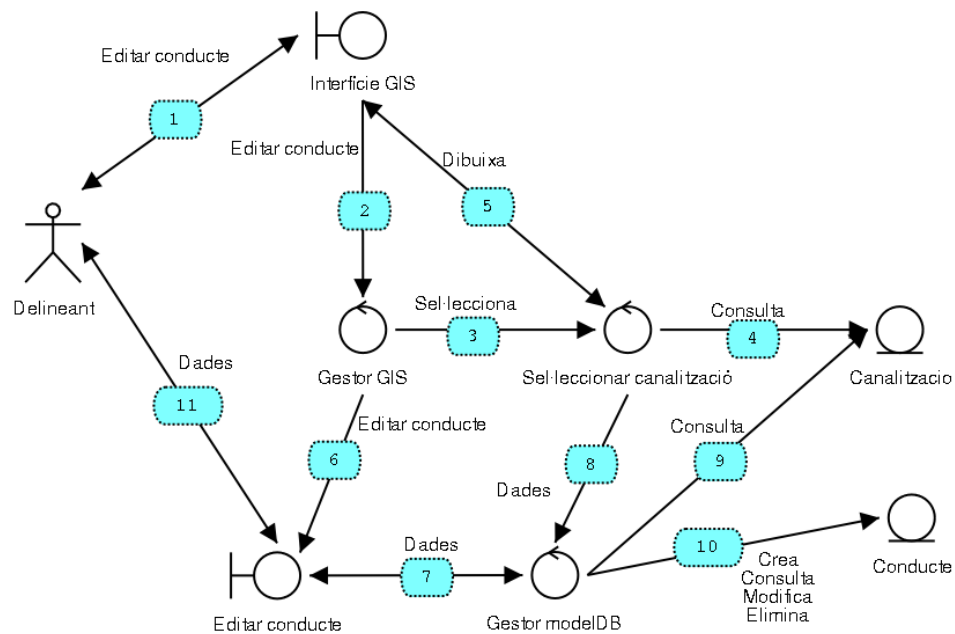 Editar conducte
Interfície GIS
1
Editar conducte
Dibuixa
2
5
Delineant
Sel·lecciona
Consulta
3
4
Gestor GIS
Sel·leccionar canalització
Canalitzacio
Dades
11
Editar conducte
Consulta
6
8
9
Dades
Dades
10
7
Crea
Consulta
Modifica
Elimina
Conducte
Editar conducte
Gestor modelDB